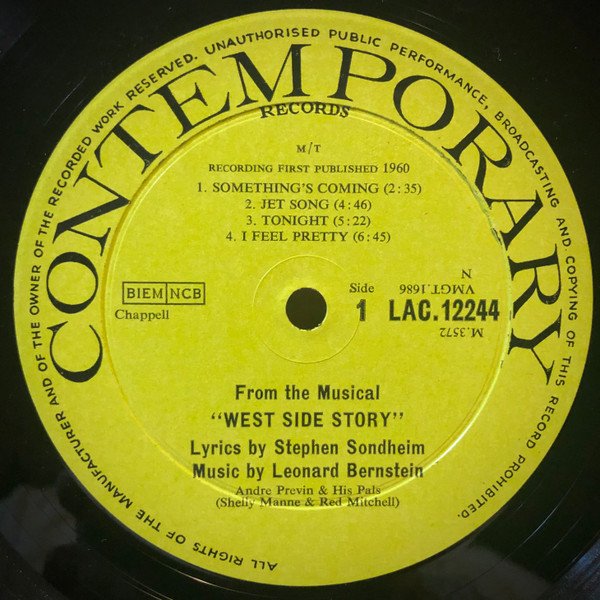 ALL RIGHTS OF THE MANUFACTURER AND OF THE OWNER OF THE RECORDED WORK RESERVED. UNAUTHORISED PUBLIC PERFORMANCE, BROADCASTING AND COPYING OF THIS RECORD PROHIBITED.
CONTEMPORARY
RECORDS
M/T
RECORDING FIRST PUBLISHED 1960
1. SOMETHING'S COMING (2:35)
2. JET SONG (4:46)
3. TONIGHT (5:22)
4. I FEEL PRETTY (6:45)
BIEM NCB
Chappell
Side
1
N
VMGT.1686
LAC.12244
M.3572
From the Musical
"WEST SIDE STORY"
Lyrics by Stephen Sondheim
Music by Leonard Bernstein
Andre Previn & His Pals
(Shelly Manne & Red Mitchell)